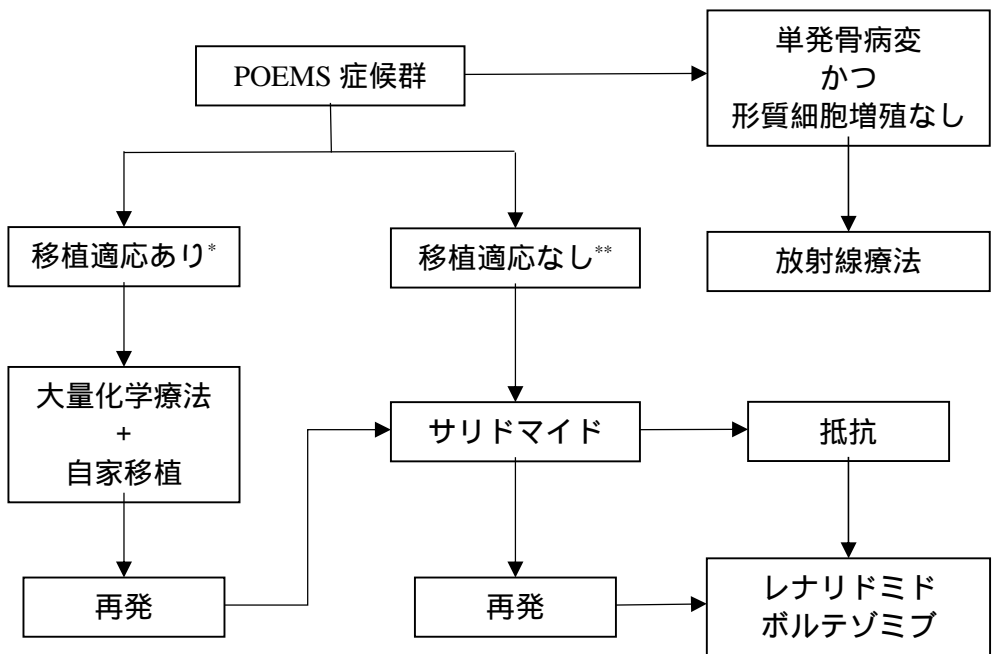 POEMS 症候群
単発骨病変
かつ
形質細胞増殖なし
移植適応あり*
移植適応なし**
放射線療法
大量化学療法
+
自家移植
サリドマイド
抵抗
再発
再発
レナリドミド
ボルテゾミブ